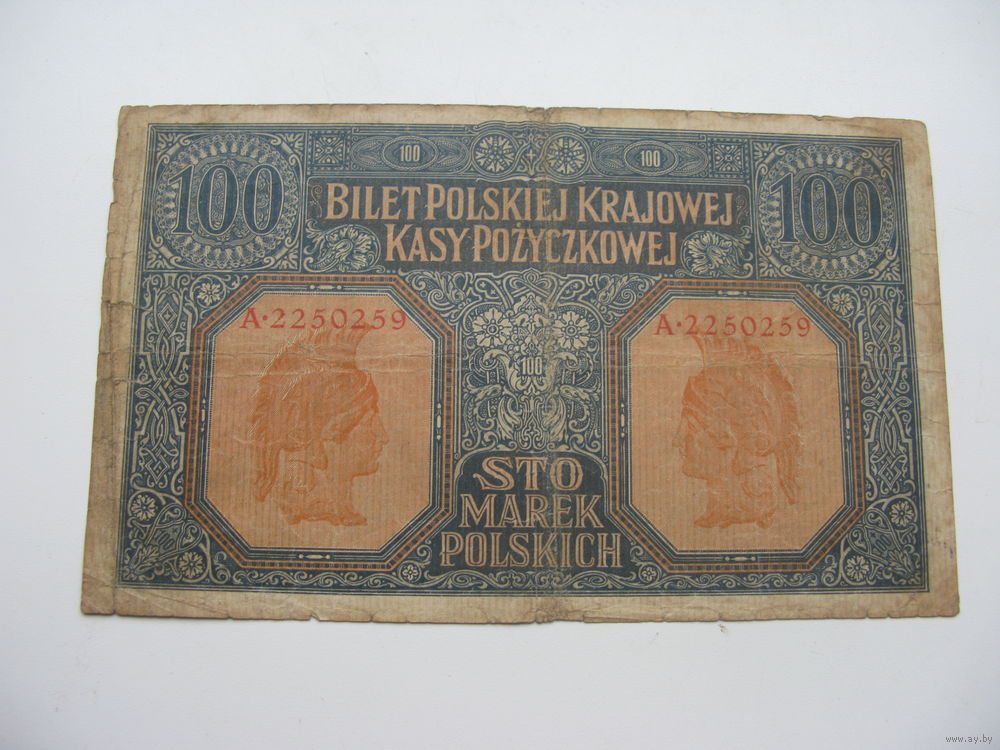 100 100
100 100
BILET POLSKIEJ KRAJOWEJ
KASY POŻYCZKOWEJ
A·2250259 A·2250259
100
STO
MAREK
POLSKICH
www.ay.by